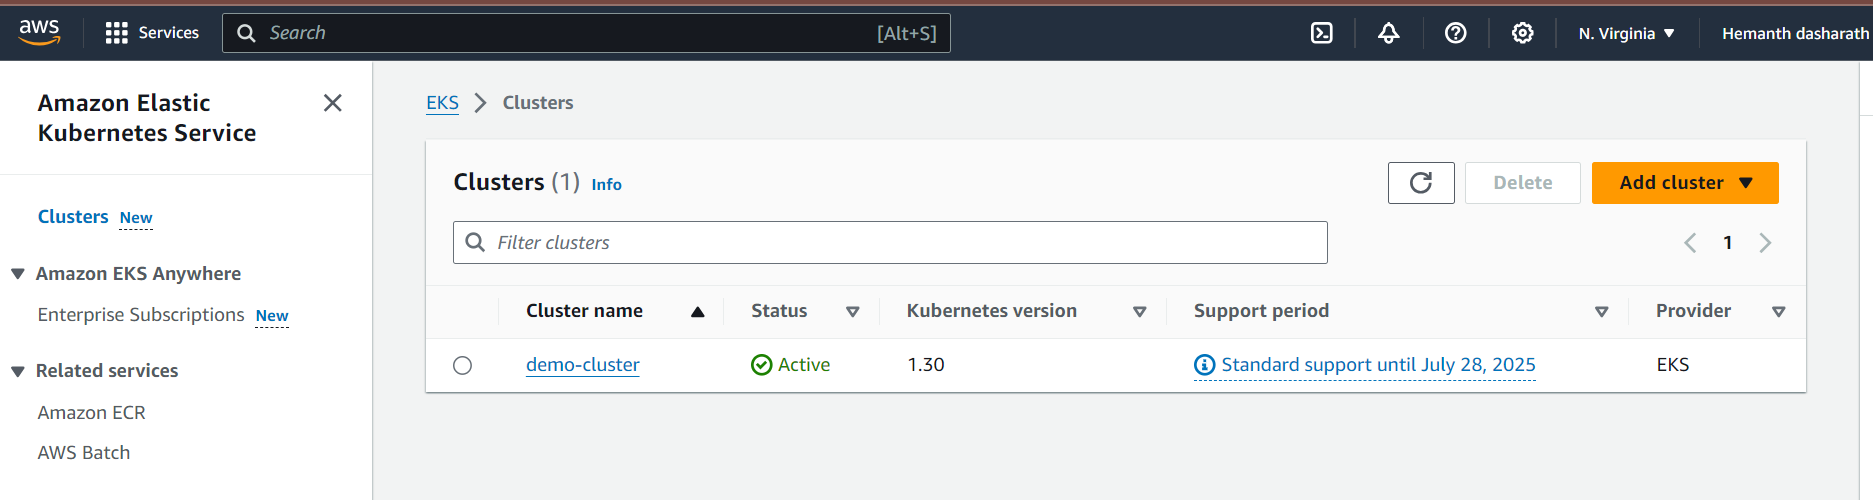 aws Services Search [Alt+S] N. Virginia Hemanth dasharath
Amazon Elastic
Kubernetes Service
Clusters New
Amazon EKS Anywhere
Enterprise Subscriptions New
Related services
Amazon ECR
AWS Batch
EKS Clusters
Clusters (1) Info Delete Add cluster
Filter clusters 1
Cluster name Status Kubernetes version Support period Provider
demo-cluster Active 1.30 Standard support until July 28, 2025 EKS